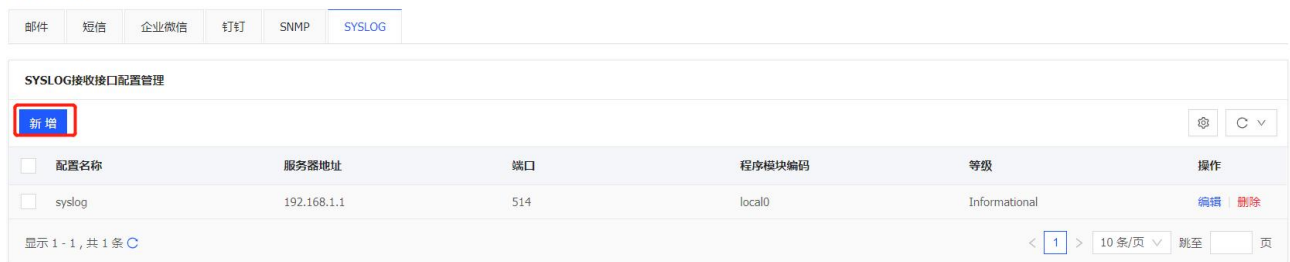 邮件 短信 企业微信 钉钉 SNMP SYSLOG
SYSLOG接收接口配置管理
新增
配置名称 服务器地址 端口 程序模块编码 等级 操作
syslog 192.168.1.1 514 local0 Informational 编辑 删除
显示 1 - 1 , 共 1 条 < 1 > 10 条/页 跳至 页